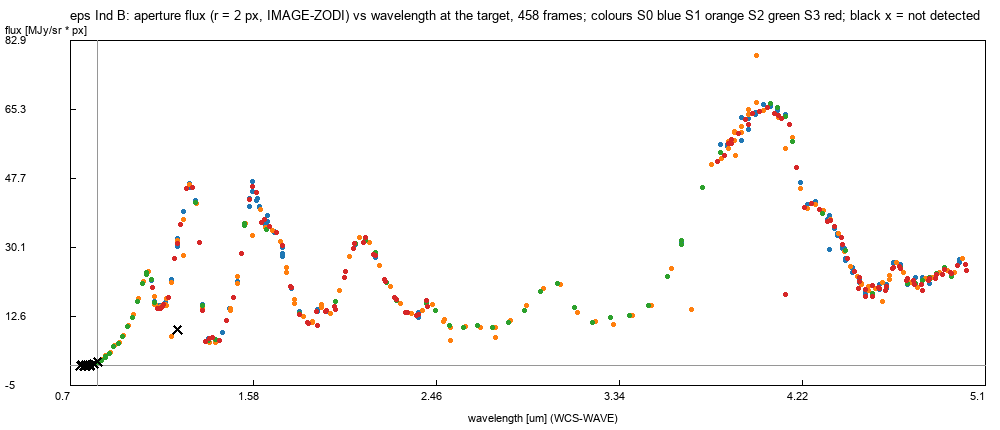 eps Ind B: aperture flux (r = 2 px, IMAGE-ZODI) vs wavelength at the target, 458 frames; colours S0 blue S1 orange S2 green S3 red; black x = not detected
flux [MJy/sr * px]
82.9
65.3
47.7
30.1
12.6
-5
0.7 1.58 2.46 3.34 4.22 5.1
wavelength [um] (WCS-WAVE)